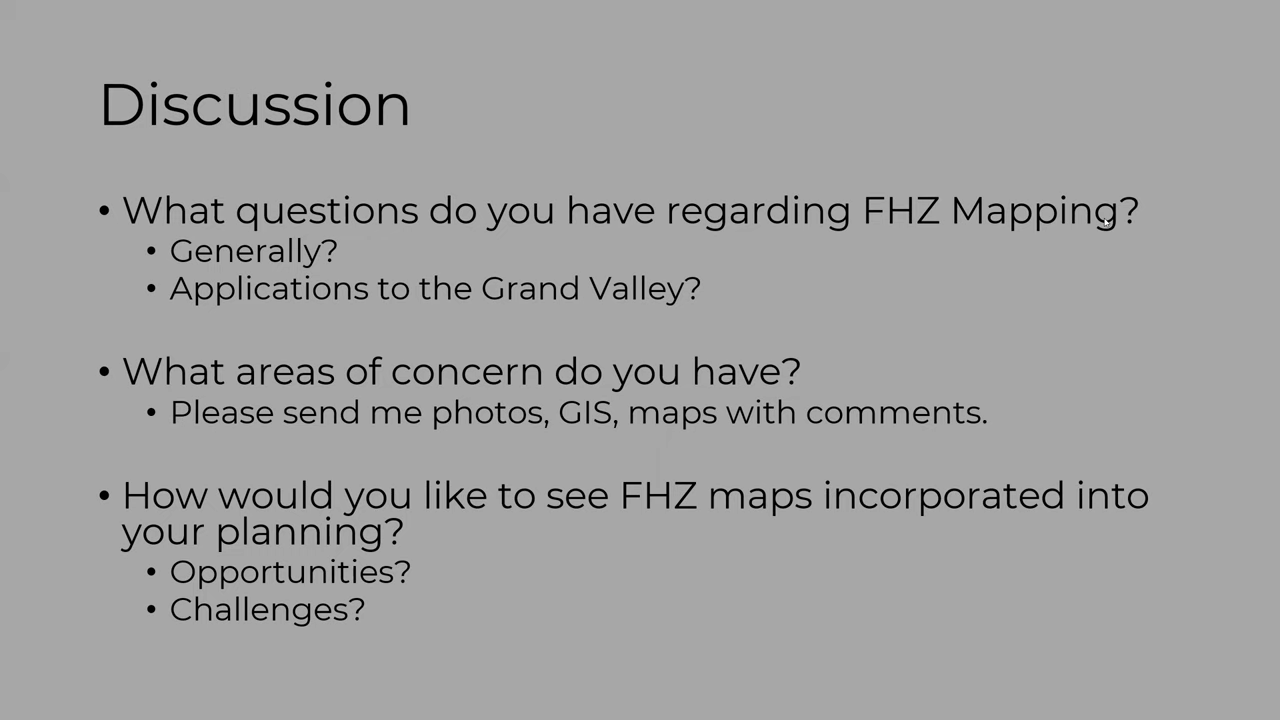 Discussion
• What questions do you have regarding FHZ Mapping?
• Generally?
• Applications to the Grand Valley?
• What areas of concern do you have?
• Please send me photos, GIS, maps with comments.
• How would you like to see FHZ maps incorporated into
your planning?
• Opportunities?
• Challenges?